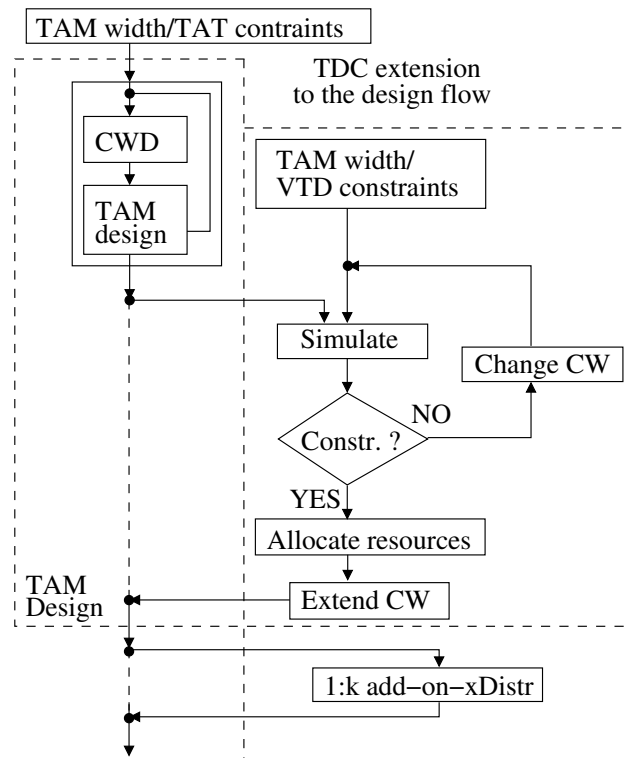 TAM width/TAT contraints
TDC extension
to the design flow
CWD
TAM
design
TAM width/
VTD constraints
Simulate
Change CW
NO
Constr. ?
YES
Allocate resources
TAM
Design
Extend CW
1:k add−on−xDistr